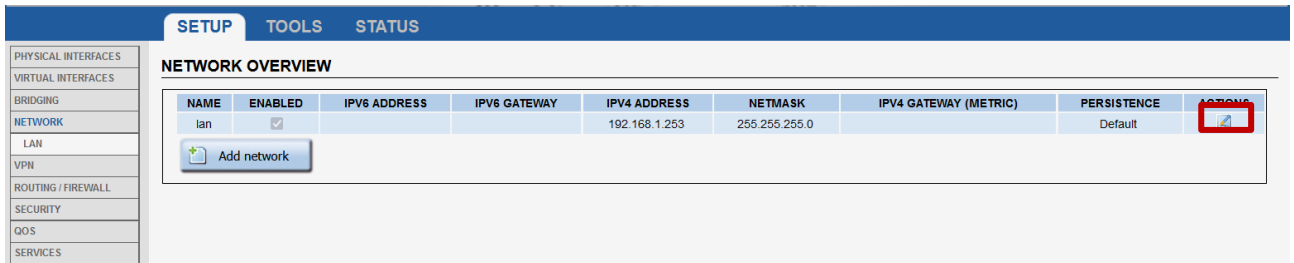 SETUP TOOLS STATUS
PHYSICAL INTERFACES
VIRTUAL INTERFACES
BRIDGING
NETWORK
LAN
VPN
ROUTING / FIREWALL
SECURITY
QOS
SERVICES
NETWORK OVERVIEW
NAME ENABLED IPV6 ADDRESS IPV6 GATEWAY IPV4 ADDRESS NETMASK IPV4 GATEWAY (METRIC) PERSISTENCE ACTIONS
lan 192.168.1.253 255.255.255.0 Default
Add network